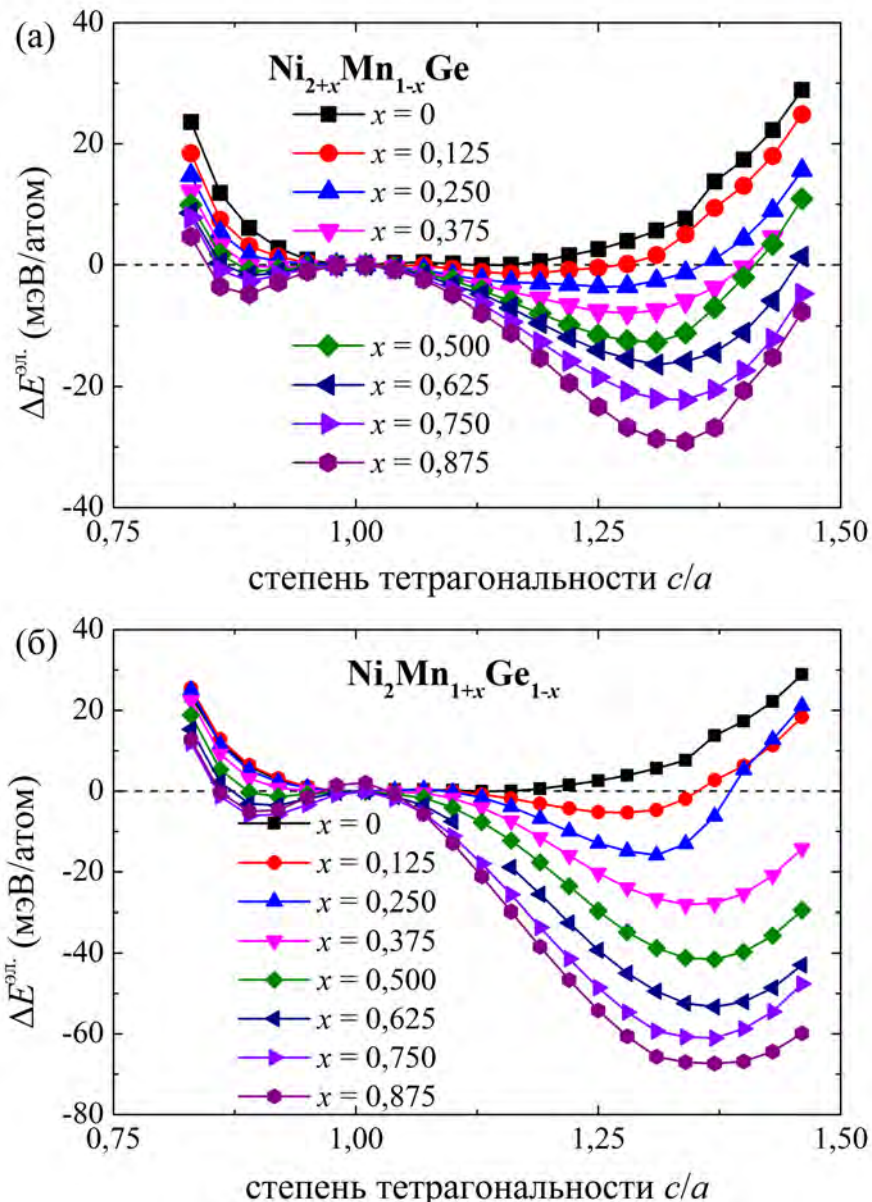 (а)
Ni2+xMn1-xGe
x = 0
x = 0,125
x = 0,250
x = 0,375
x = 0,500
x = 0,625
x = 0,750
x = 0,875
40
20
0
-20
-40
ΔEэл. (мэВ/атом)
0,75 1,00 1,25 1,50
степень тетрагональности c/a
(б)
Ni2Mn1+xGe1-x
x = 0
x = 0,125
x = 0,250
x = 0,375
x = 0,500
x = 0,625
x = 0,750
x = 0,875
40
20
0
-20
-40
-60
-80
ΔEэл. (мэВ/атом)
0,75 1,00 1,25 1,50
степень тетрагональности c/a